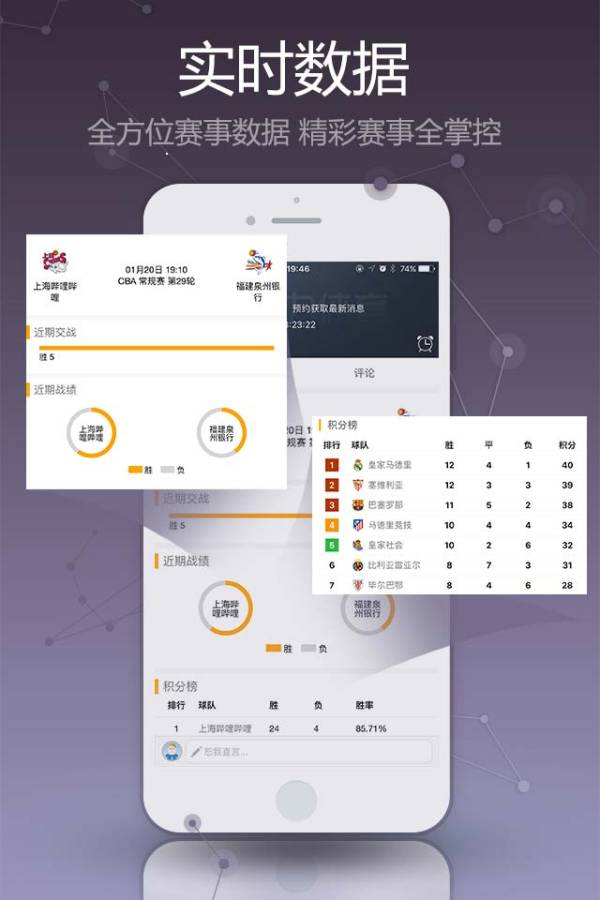 实时数据
全方位赛事数据 精彩赛事全掌控
01月20日 19:10
CBA 常规赛 第29轮
上海哔哩哔
哩
福建泉州银
行
近期交战
胜 5
近期战绩
上海哔
哩哔哩
福建泉
州银行
胜 负
19:46 74%
预约获取最新消息
:23:22
评论
积分榜
排行 球队 胜 平 负 积分
1 皇家马德里 12 4 1 40
2 塞维利亚 12 3 3 39
3 巴塞罗那 11 5 2 38
4 马德里竞技 10 4 4 34
5 皇家社会 10 2 6 32
6 比利亚雷亚尔 8 7 3 31
7 毕尔巴鄂 8 4 6 28
近期交战
胜 5
近期战绩
上海哔
哩哔哩
福建泉
州银行
胜 负
积分榜
排行 球队 胜 负 胜率
1 上海哔哩哔哩 24 4 85.71%
恕我直言...